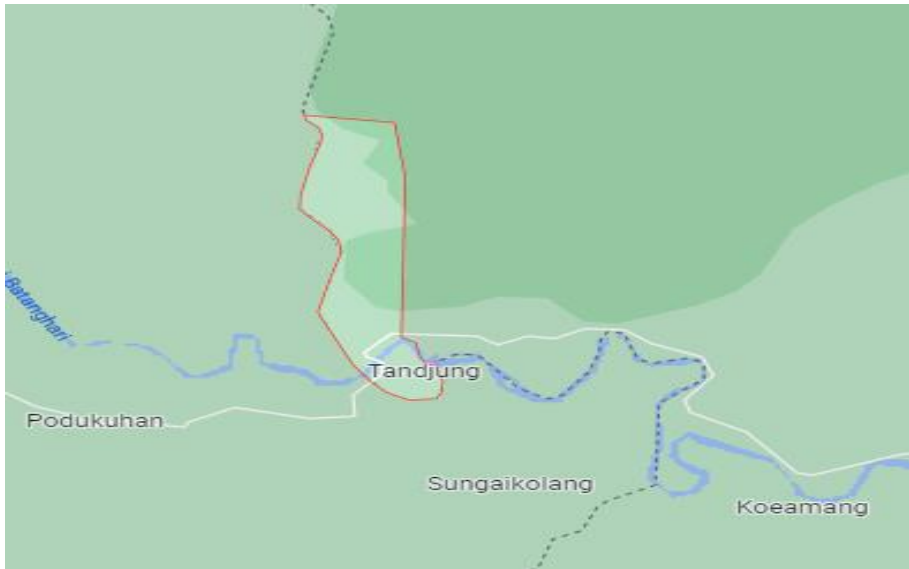 i Batanghari
Tandjung
Podukuhan
Sungaikolang
Koeamang